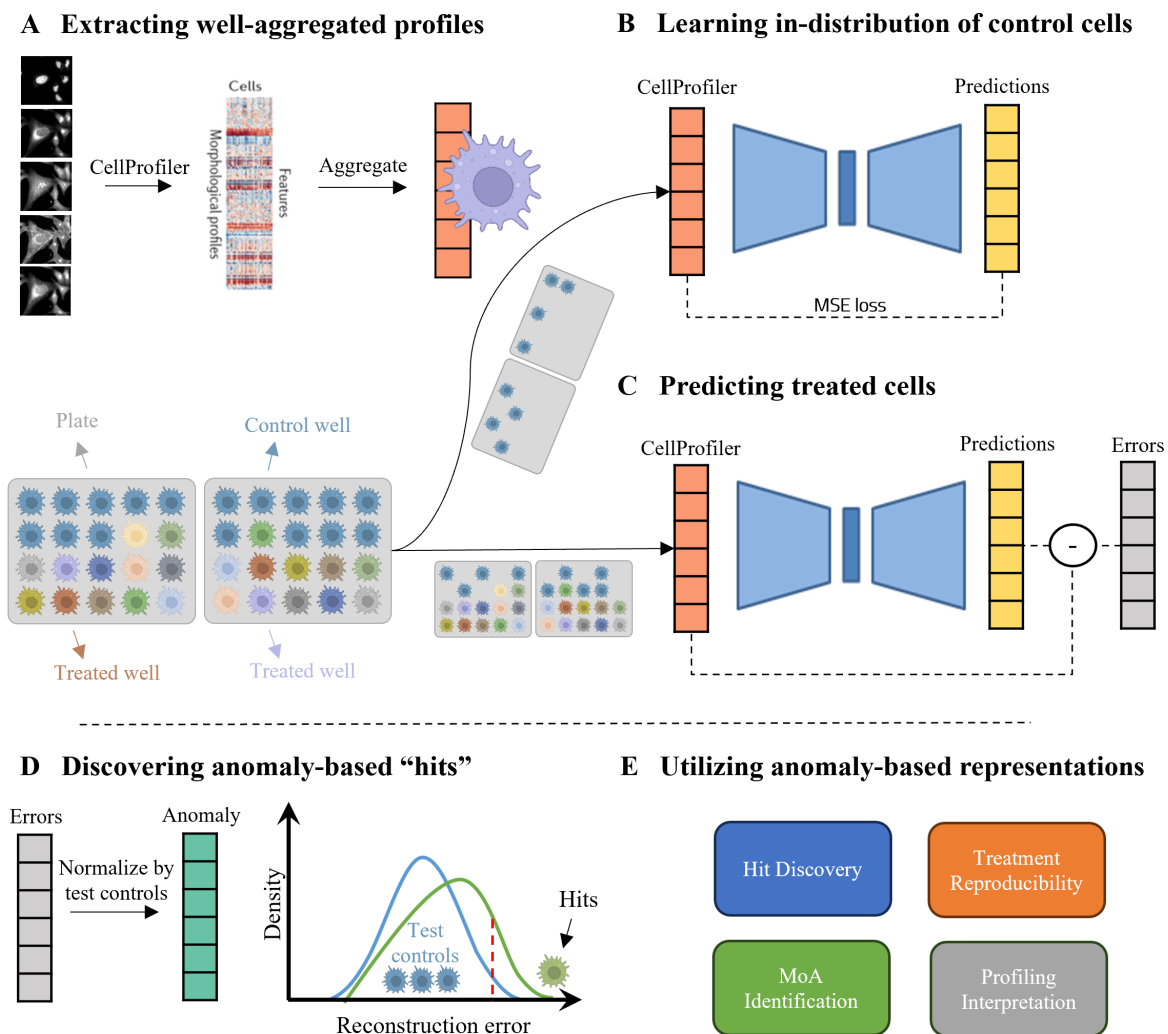 A Extracting well-aggregated profiles
CellProfiler
Cells
Morphological profiles
Features
Aggregate
B Learning in-distribution of control cells
CellProfiler
Predictions
MSE loss
Plate
Control well
Treated well
Treated well
C Predicting treated cells
CellProfiler
Predictions
Errors
-
D Discovering anomaly-based “hits”
Errors
Normalize by
test controls
Anomaly
Density
Test
controls
Hits
Reconstruction error
E Utilizing anomaly-based representations
Hit Discovery
Treatment
Reproducibility
MoA
Identification
Profiling
Interpretation